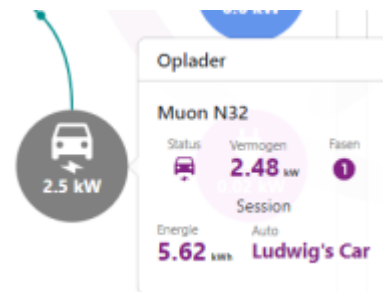 Oplader
Muon N32
Status Vermogen Fasen
2.48 kW 1
2.5 kW
Session
Energie Auto
5.62 kWh Ludwig's Car